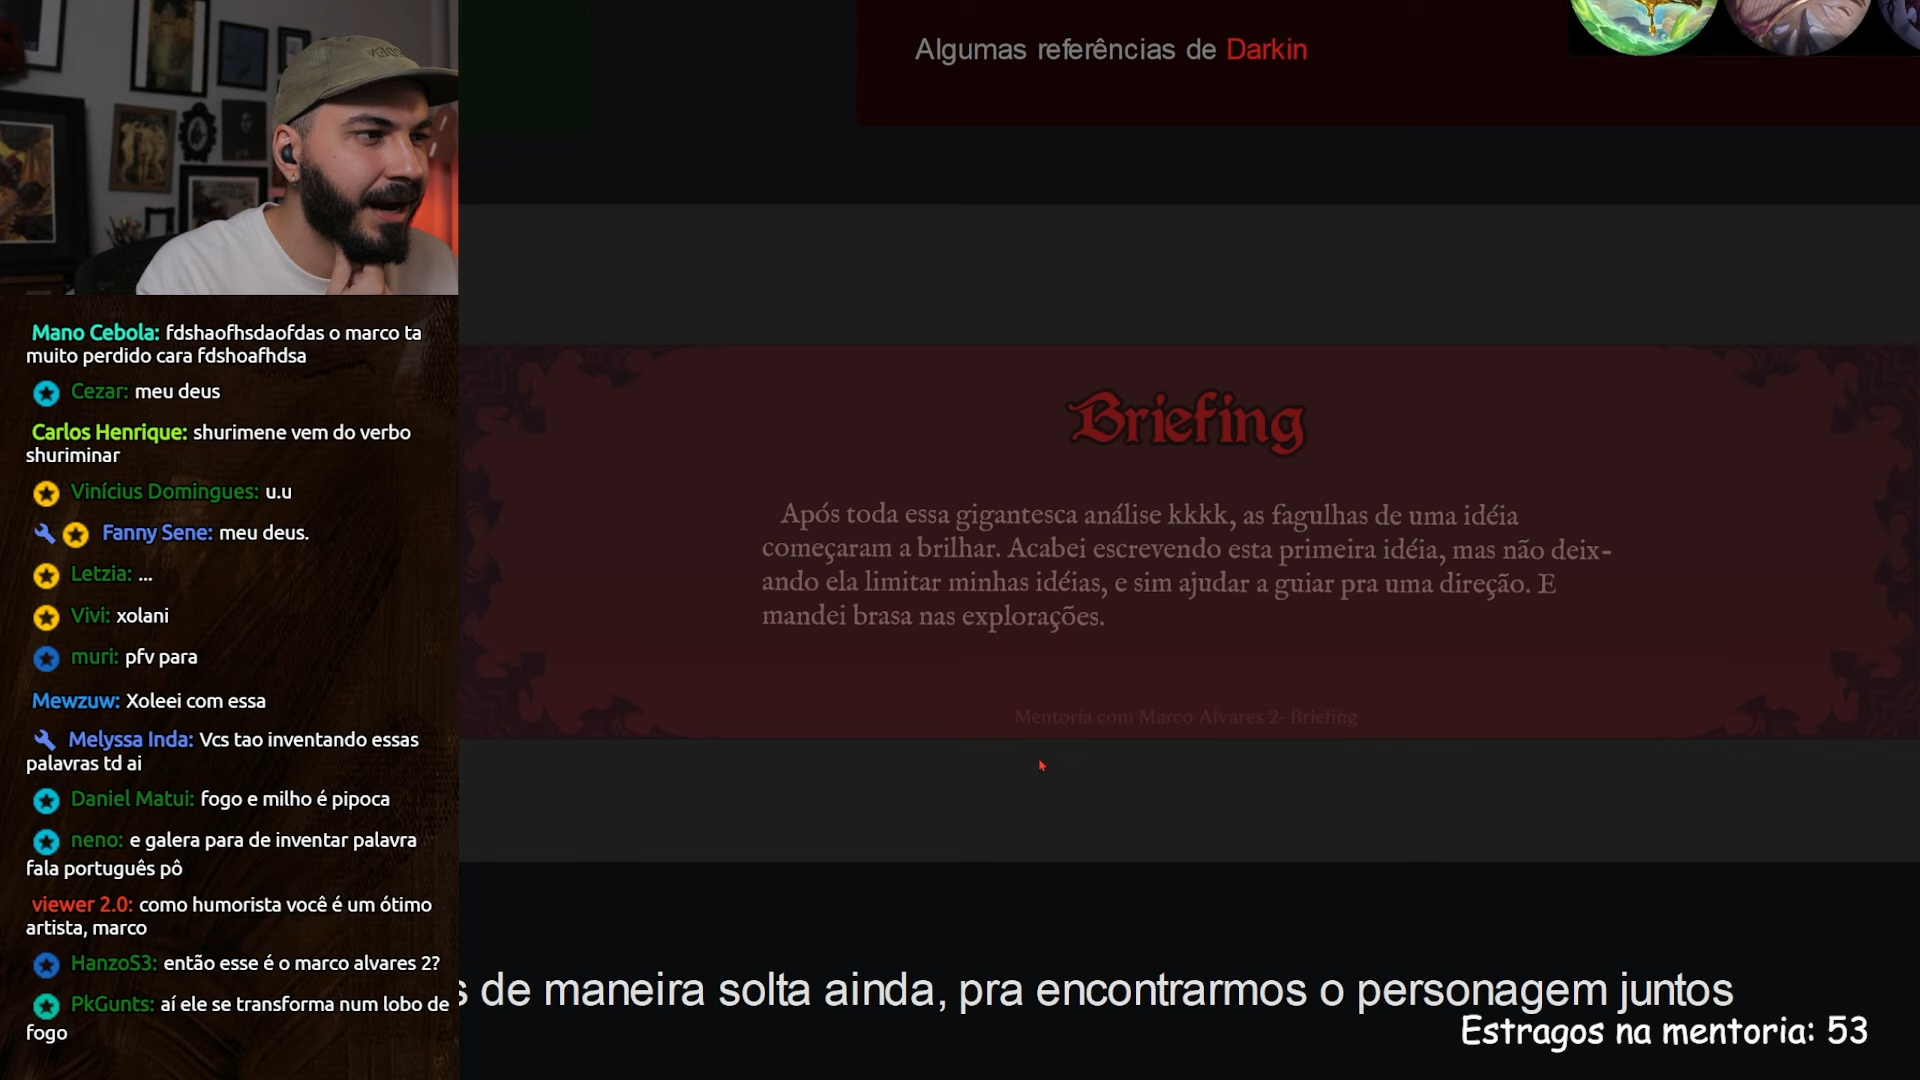 Algumas referências de Darkin
Mano Cebola: fdshaofhsdaofdas o marco ta
muito perdido cara fdshoafhdsa
Cezar: meu deus
Carlos Henrique: shurimene vem do verbo
shuriminar
Vinícius Domingues: u.u
Fanny Sene: meu deus.
Letzia: ...
Vivi: xolani
muri: pfv para
Mewzuw: Xoleei com essa
Melyssa Inda: Vcs tao inventando essas
palavras td ai
Daniel Matui: fogo e milho é pipoca
neno: e galera para de inventar palavra
fala português pô
viewer 2.0: como humorista você é um ótimo
artista, marco
HanzoS3: então esse é o marco alvares 2?
PkGunts: aí ele se transforma num lobo de
fogo
Briefing
Após toda essa gigantesca análise kkkk, as fagulhas de uma idéia
começaram a brilhar. Acabei escrevendo esta primeira idéia, mas não deix-
ando ela limitar minhas idéias, e sim ajudar a guiar pra uma direção. E
mandei brasa nas explorações.
Mentoria com Marco Alvares 2- Briefing
s de maneira solta ainda, pra encontrarmos o personagem juntos
Estragos na mentoria: 53